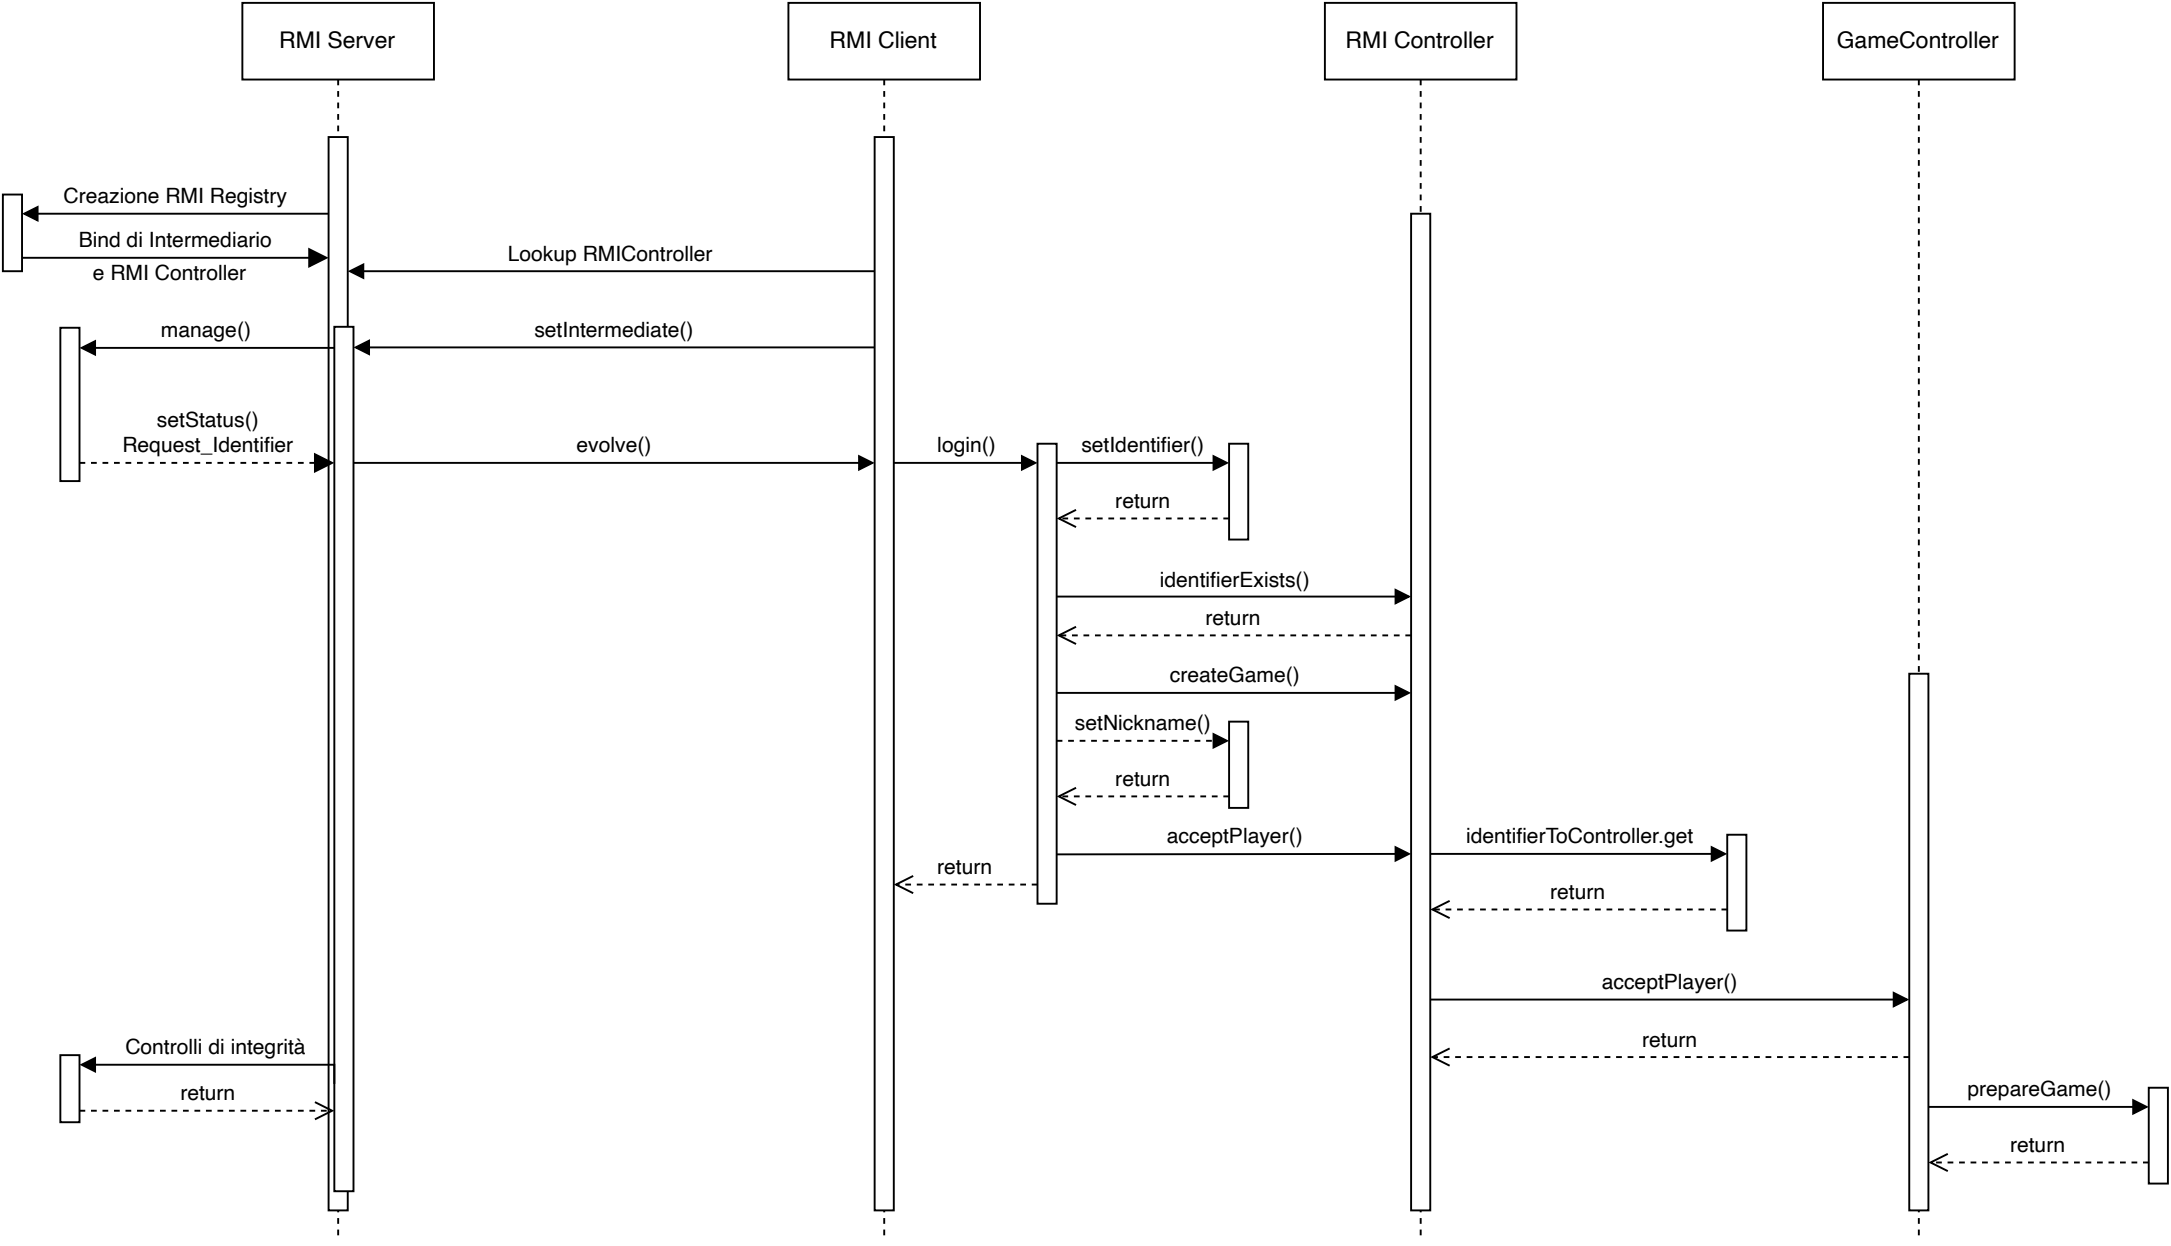 RMI Server
RMI Client
RMI Controller
GameController
Creazione RMI Registry
Bind di Intermediario
e RMI Controller
Lookup RMIController
manage()
setIntermediate()
setStatus()
Request_Identifier
evolve()
login()
setIdentifier()
return
identifierExists()
return
createGame()
setNickname()
return
acceptPlayer()
identifierToController.get
return
return
acceptPlayer()
return
Controlli di integrità
return
prepareGame()
return